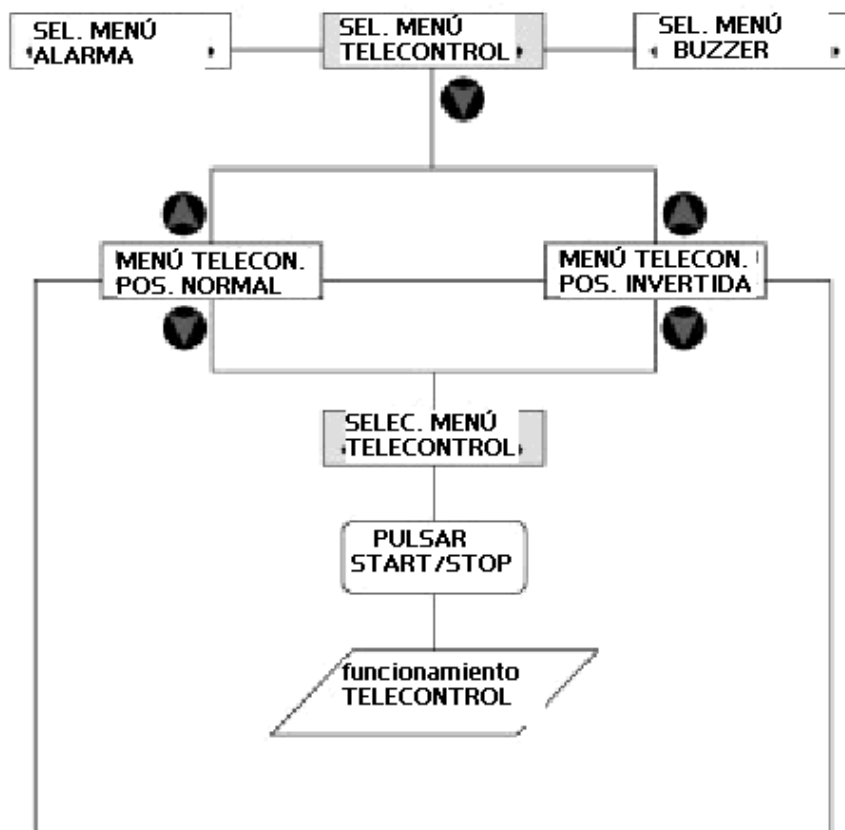 SEL. MENÚ
ALARMA
SEL. MENÚ
TELECONTROL
SEL. MENÚ
BUZZER
MENÚ TELECON.
POS. NORMAL
MENÚ TELECON.
POS. INVERTIDA
SELEC. MENÚ
TELECONTROL
PULSAR
START/STOP
funcionamiento
TELECONTROL